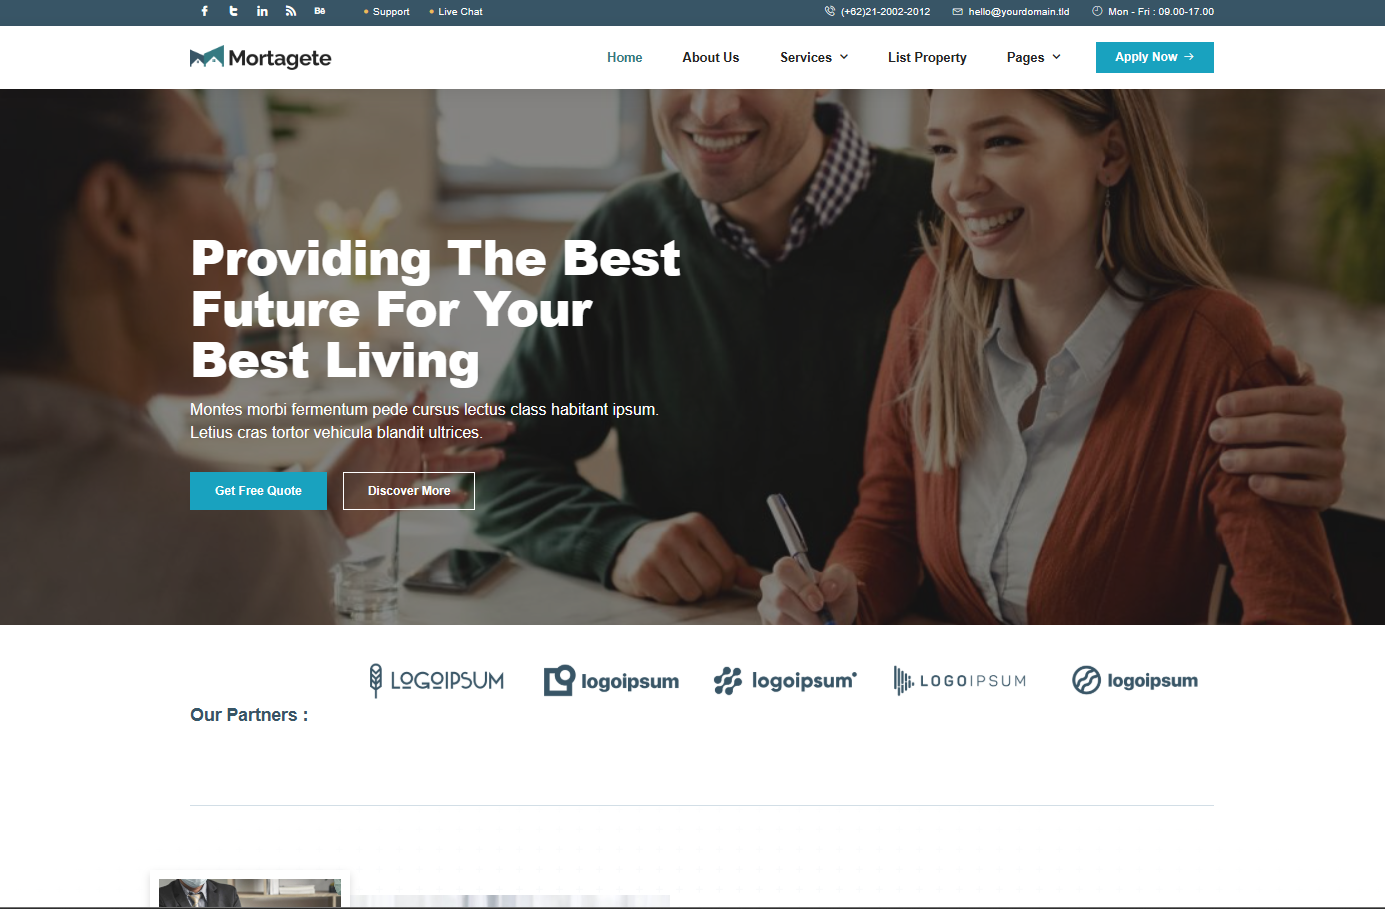 Support
Live Chat
(+62)21-2002-2012
hello@yourdomain.tld
Mon - Fri : 09.00-17.00
Mortagete
Home
About Us
Services
List Property
Pages
Apply Now
Providing The Best
Future For Your
Best Living
Montes morbi fermentum pede cursus lectus class habitant ipsum.
Letius cras tortor vehicula blandit ultrices.
Get Free Quote
Discover More
Our Partners :
LOGOIPSUM
logoipsum
logoipsum
LOGOIPSUM
logoipsum